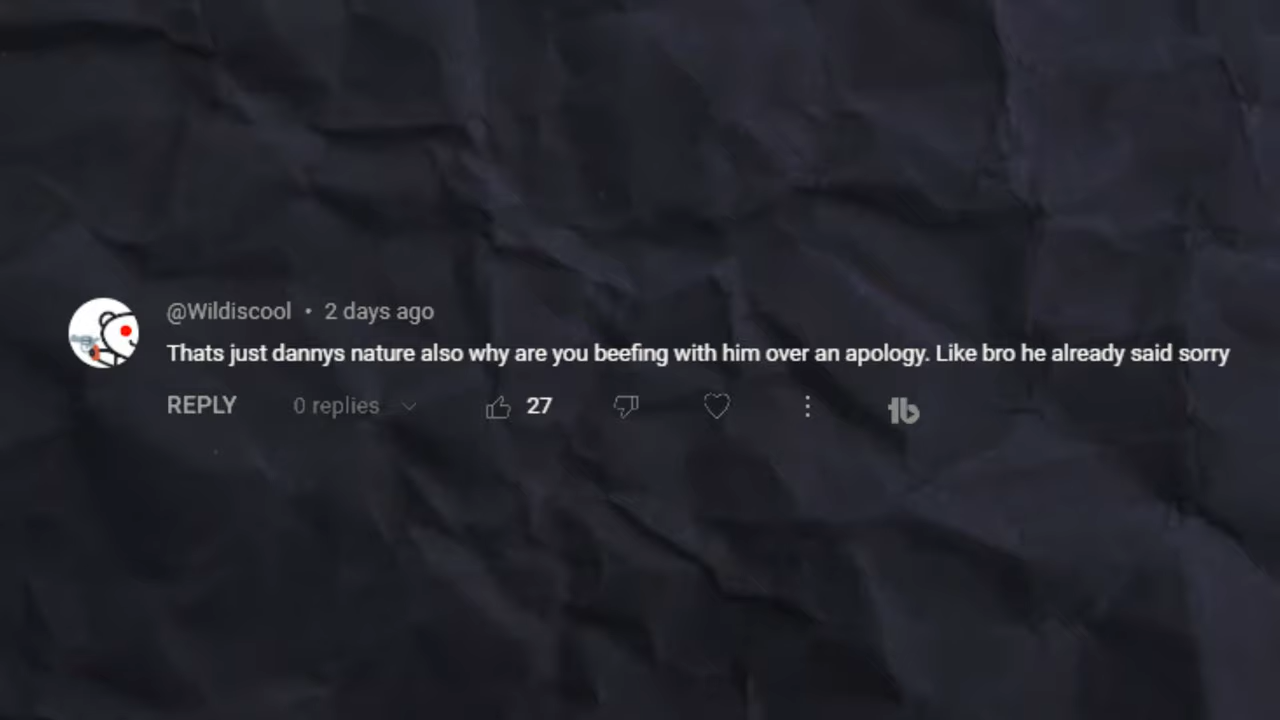 @Wildiscool • 2 days ago
Thats just dannys nature also why are you beefing with him over an apology. Like bro he already said sorry
REPLY 0 replies 27